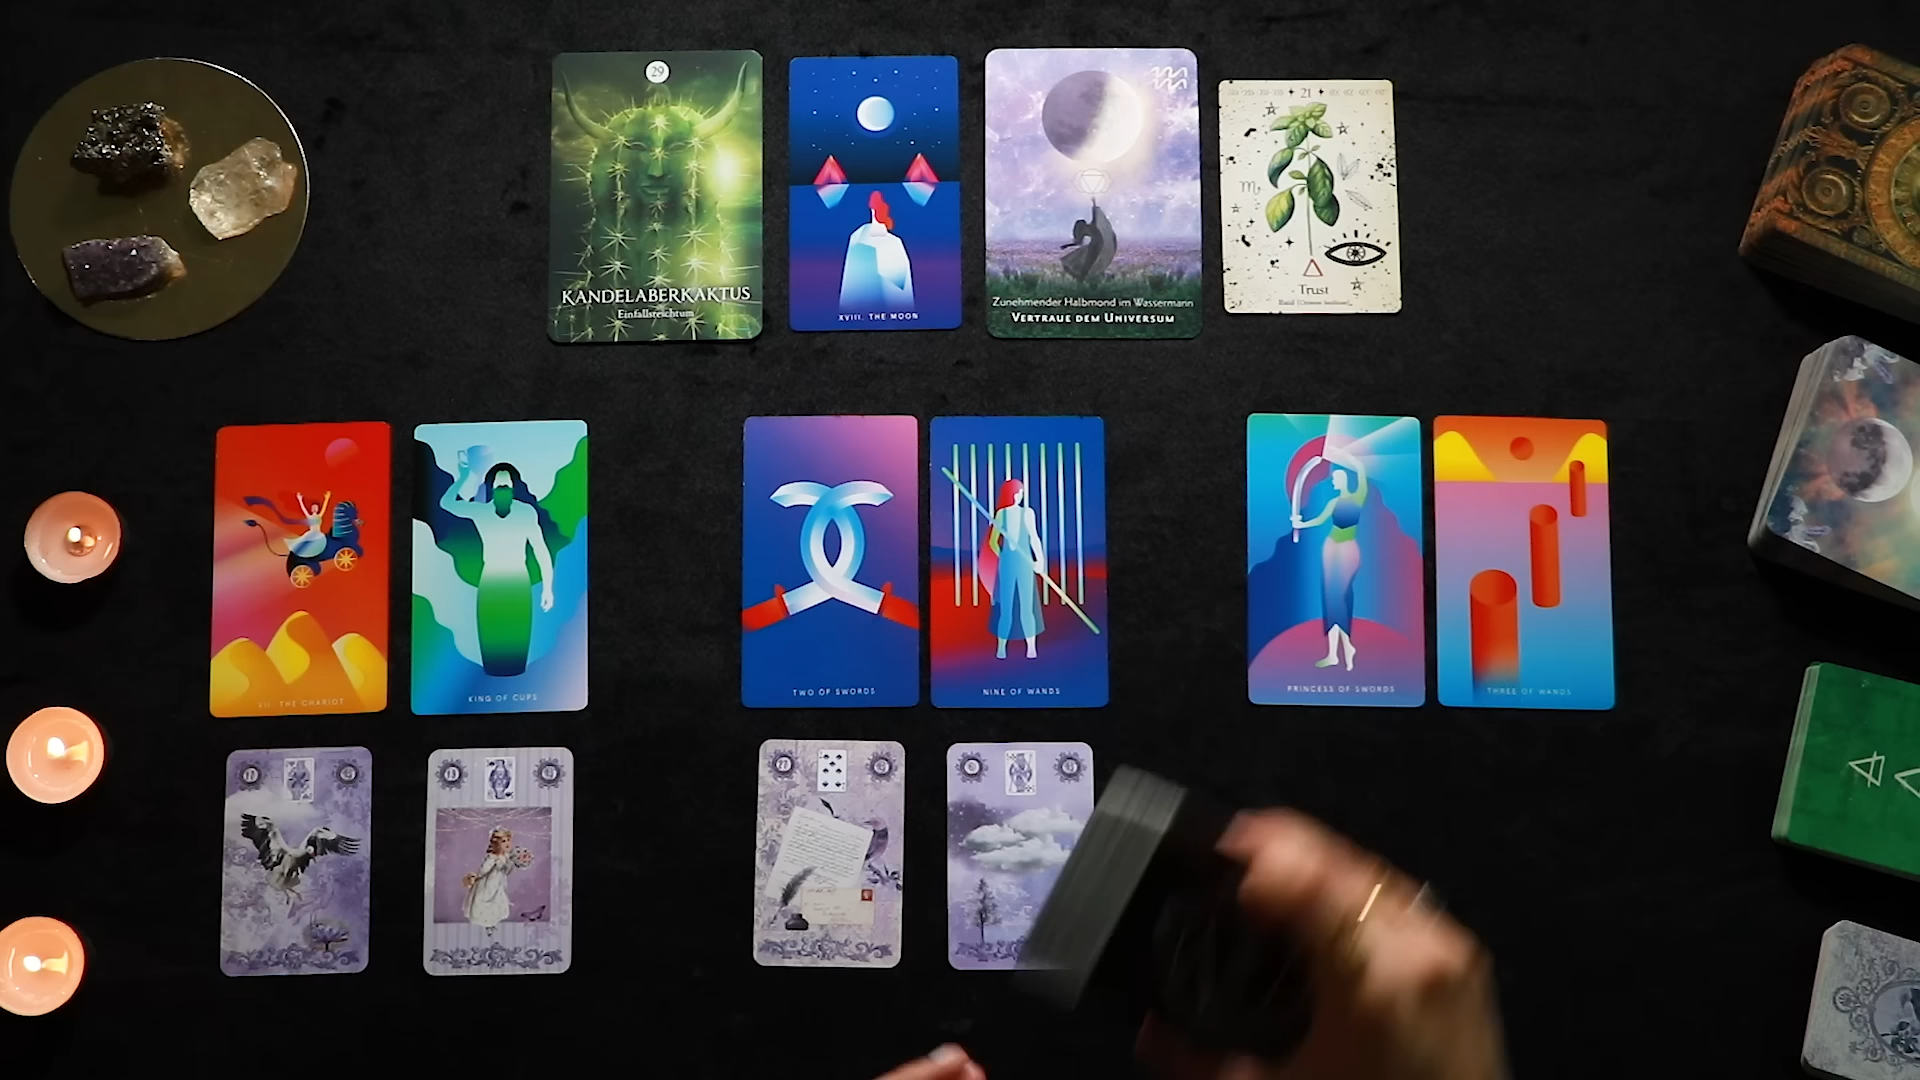 29
KANDELABERKAKTUS
Einfallsreichtum
XVIII. THE MOON
Zunehmender Halbmond im Wassermann
VERTRAUE DEM UNIVERSUM
21
Trust
VII. THE CHARIOT
KING OF CUPS
TWO OF SWORDS
NINE OF WANDS
PRINCESS OF SWORDS
THREE OF WANDS
13